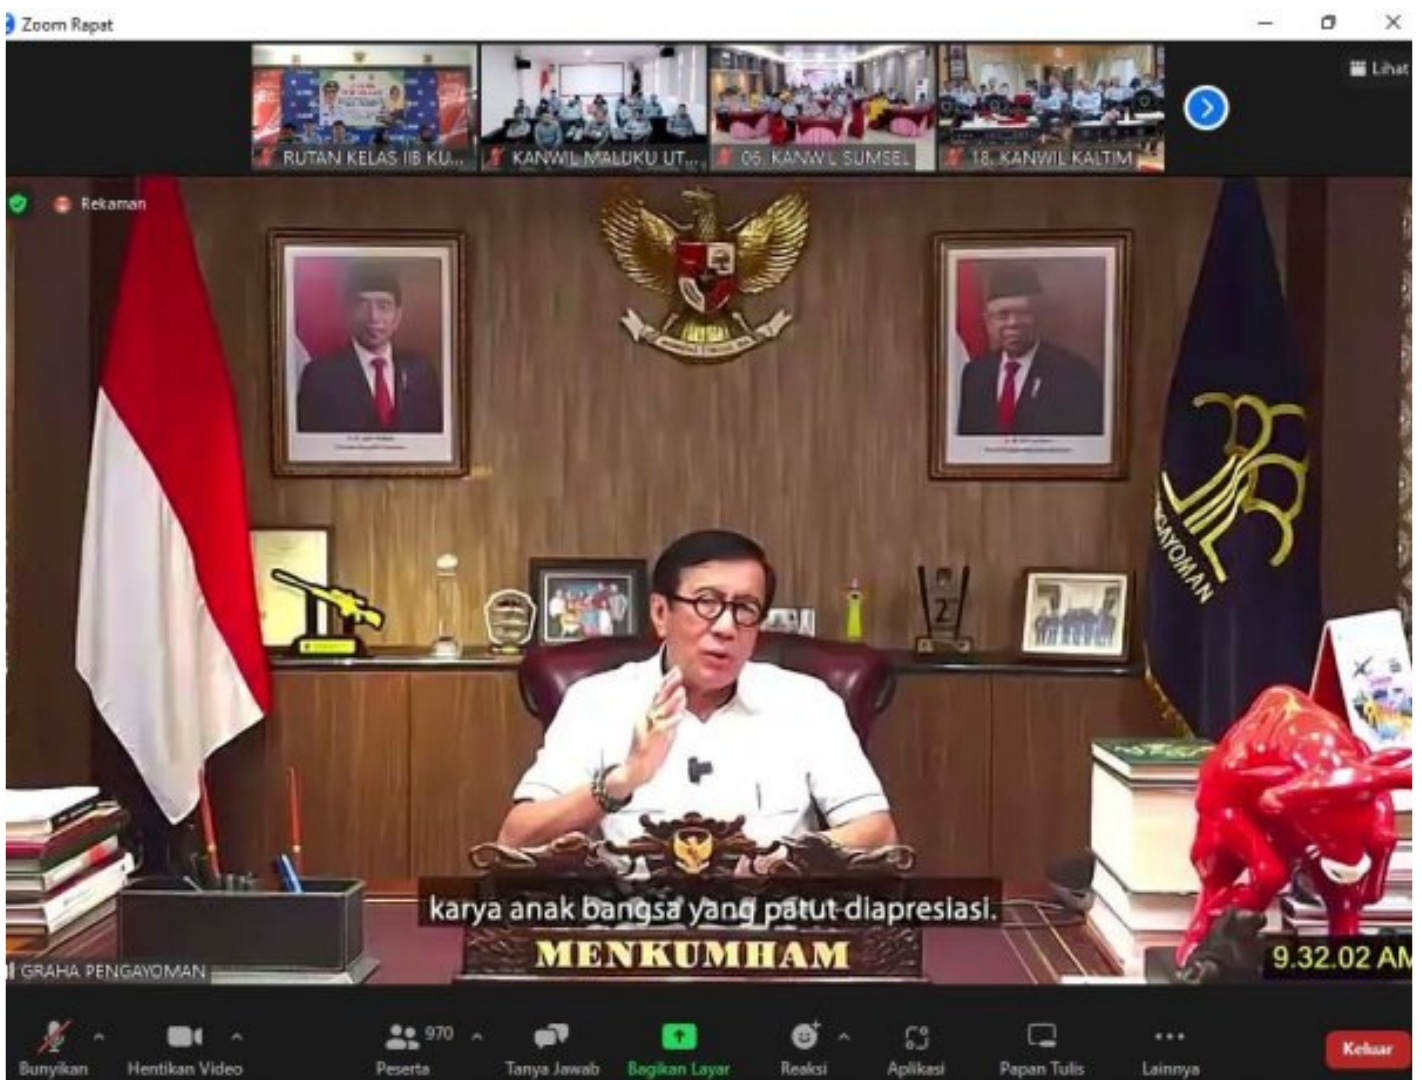 Zoom Rapat
Lihat
RUTAN KELAS IIB KU...
KANWIL MALUKU UT...
06. KANWIL SUMSEL
18. KANWIL KALTIM
Rekaman
PENGAYOMAN
2
karya anak bangsa yang patut diapresiasi.
MENKUMHAM
GRAHA PENGAYOMAN
9.32.02 AM
970
Bunyikan
Hentikan Video
Peserta
Tanya Jawab
Bagikan Layar
Reaksi
Aplikasi
Papan Tulis
Lainnya
Keluar